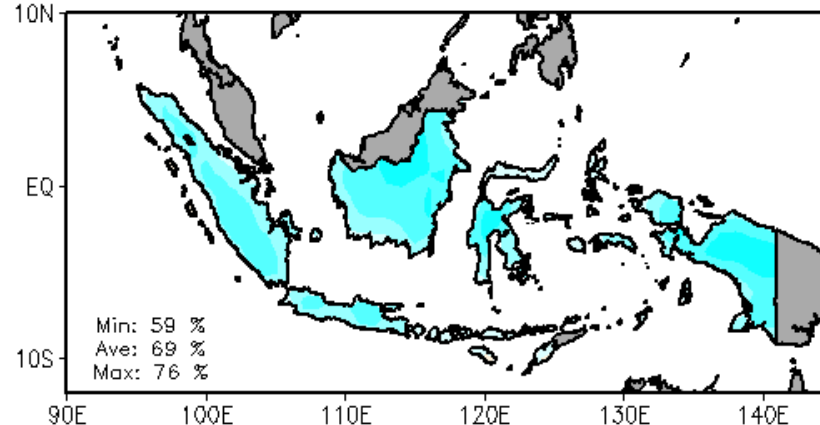 10N
EQ
10S
Min: 59 %
Ave: 69 %
Max: 76 %
90E 100E 110E 120E 130E 140E